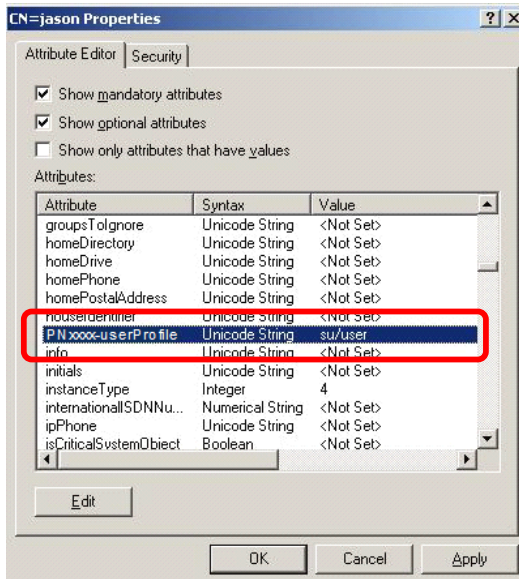 CN=jason Properties
Attribute Editor Security
Show mandatory attributes
Show optional attributes
Show only attributes that have values
Attributes:
Attribute Syntax Value
groupsToIgnore Unicode String <Not Set>
homeDirectory Unicode String <Not Set>
homeDrive Unicode String <Not Set>
homePhone Unicode String <Not Set>
homePostalAddress Unicode String <Not Set>
houseIdentifier Unicode String <Not Set>
PNxxxx-userProfile Unicode String su/user
info Unicode String <Not Set>
initials Unicode String <Not Set>
instanceType Integer 4
internationalISDNNu... Numerical String <Not Set>
ipPhone Unicode String <Not Set>
isCriticalSystemObject Boolean <Not Set>
Edit
OK Cancel Apply